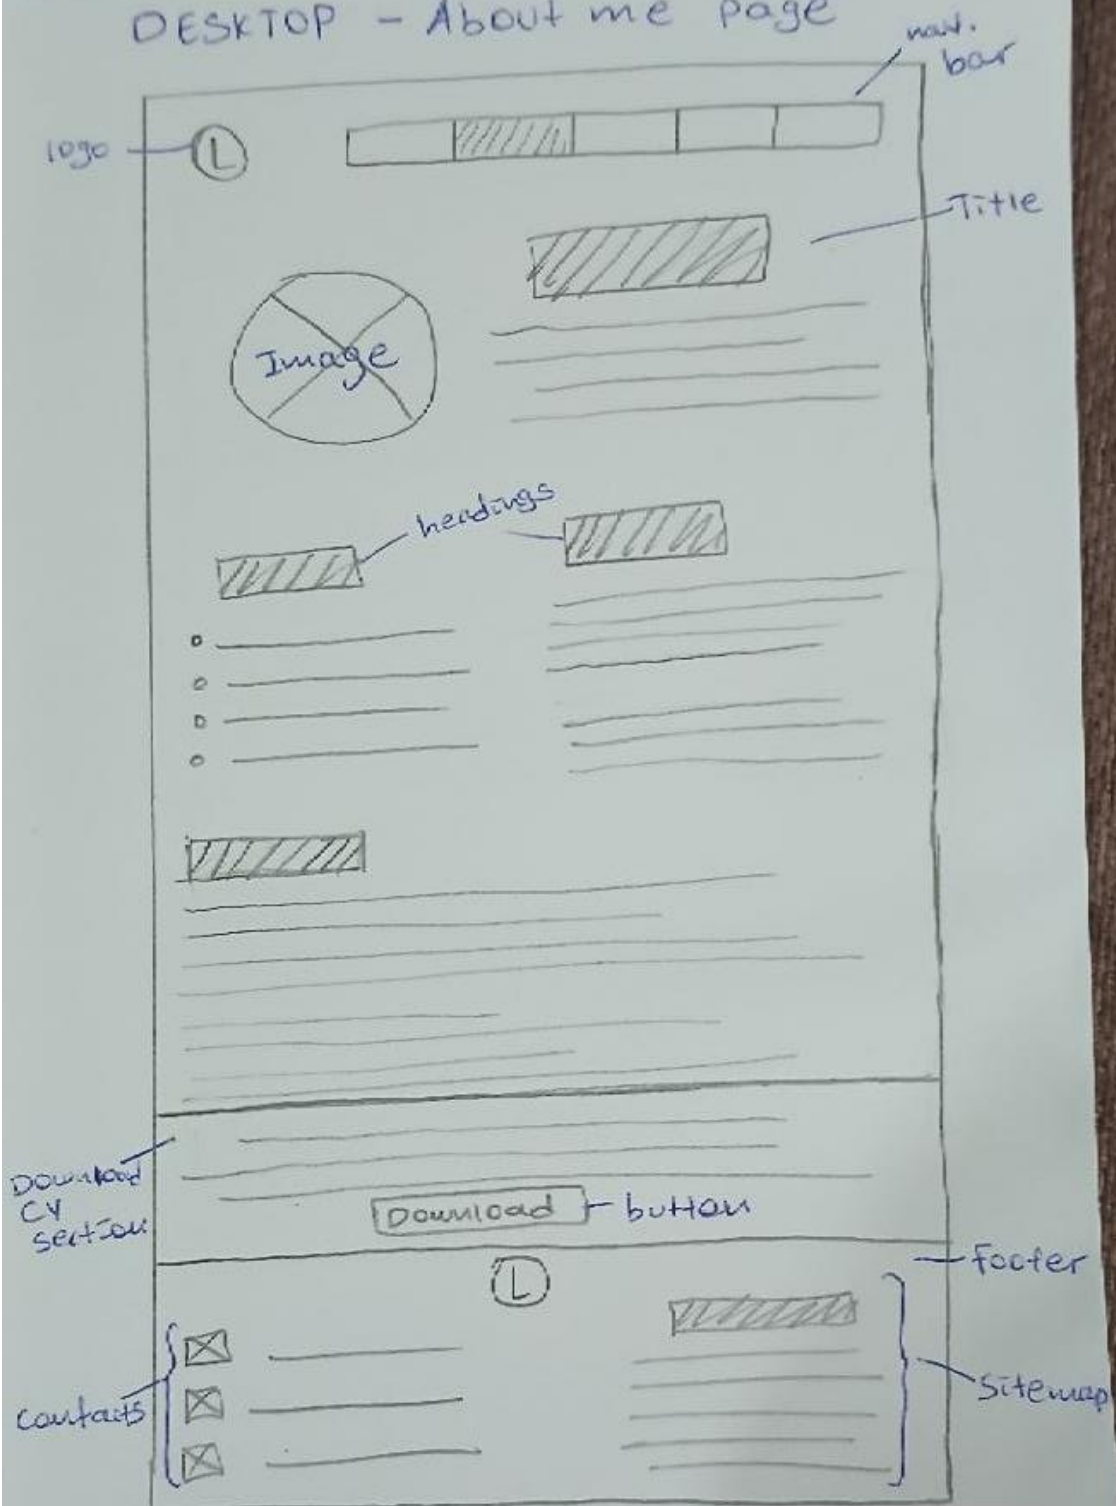 DESKTOP - About me page
nav.
bar
logo
L
Title
Image
headings
Download
CV
section
Download
button
Footer
L
Contacts
Sitemap